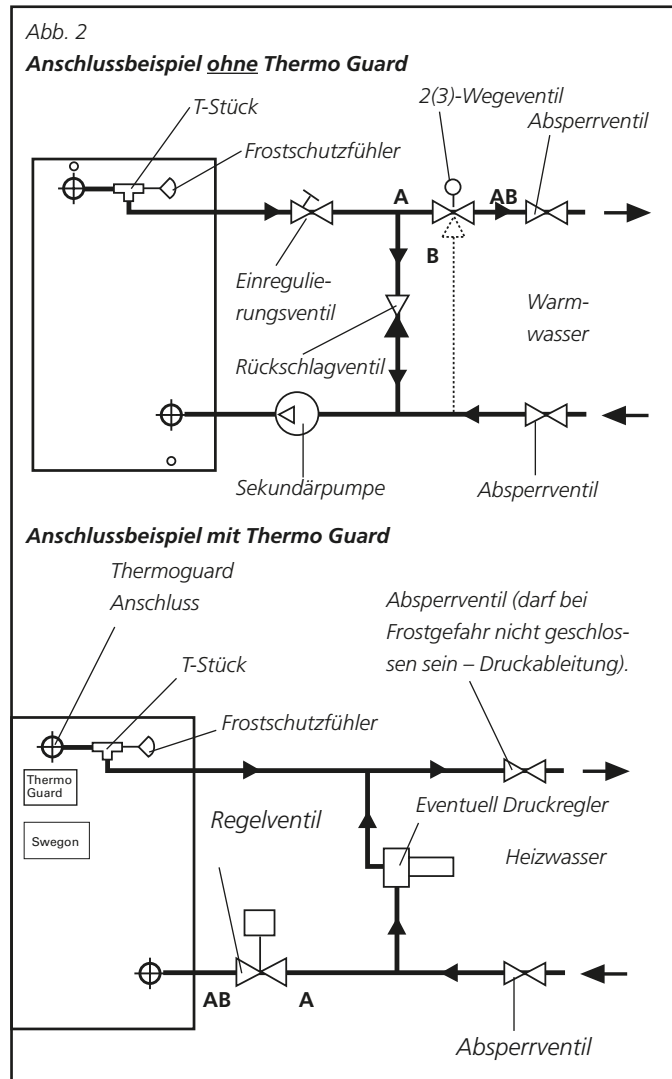 Abb. 2
Anschlussbeispiel ohne Thermo Guard
2(3)-Wegeventil
T-Stück
Absperrventil
Frostschutzfühler
A
AB
B
Einregulie-
rungsventil
Warm-
wasser
Rückschlagventil
Sekundärpumpe
Absperrventil
Anschlussbeispiel mit Thermo Guard
Thermoguard
Anschluss
Absperrventil (darf bei
Frostgefahr nicht geschlos-
sen sein – Druckableitung).
T-Stück
Frostschutzfühler
Thermo
Guard
Swegon
Regelventil
Eventuell Druckregler
Heizwasser
AB
A
Absperrventil